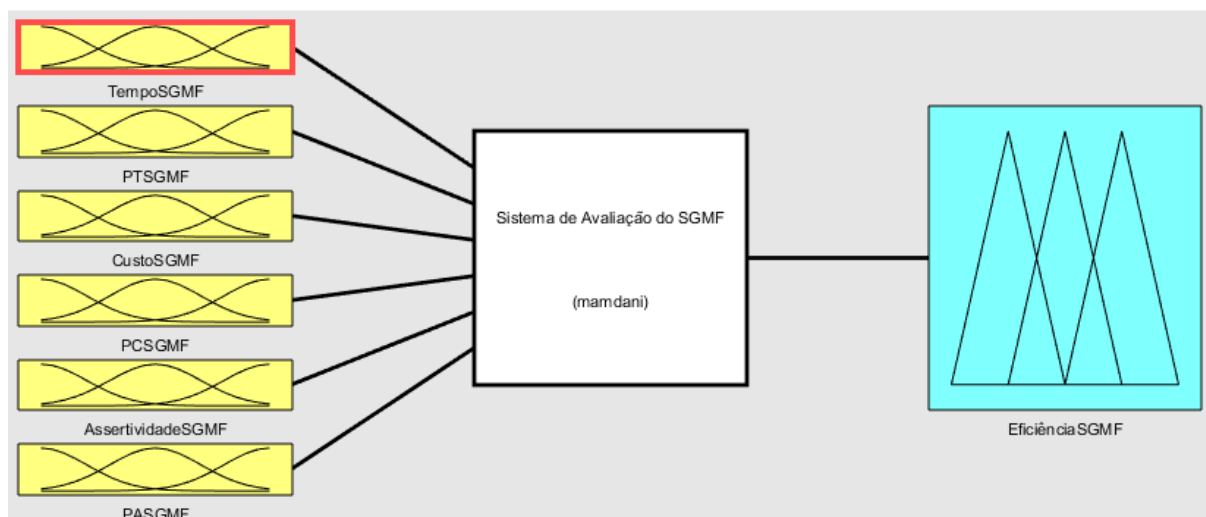 TempoSGMF
PTSGMF
CustoSGMF
PCSGMF
AssertividadeSGMF
PASGMF
Sistema de Avaliação do SGMF
(mamdani)
EficiênciaSGMF